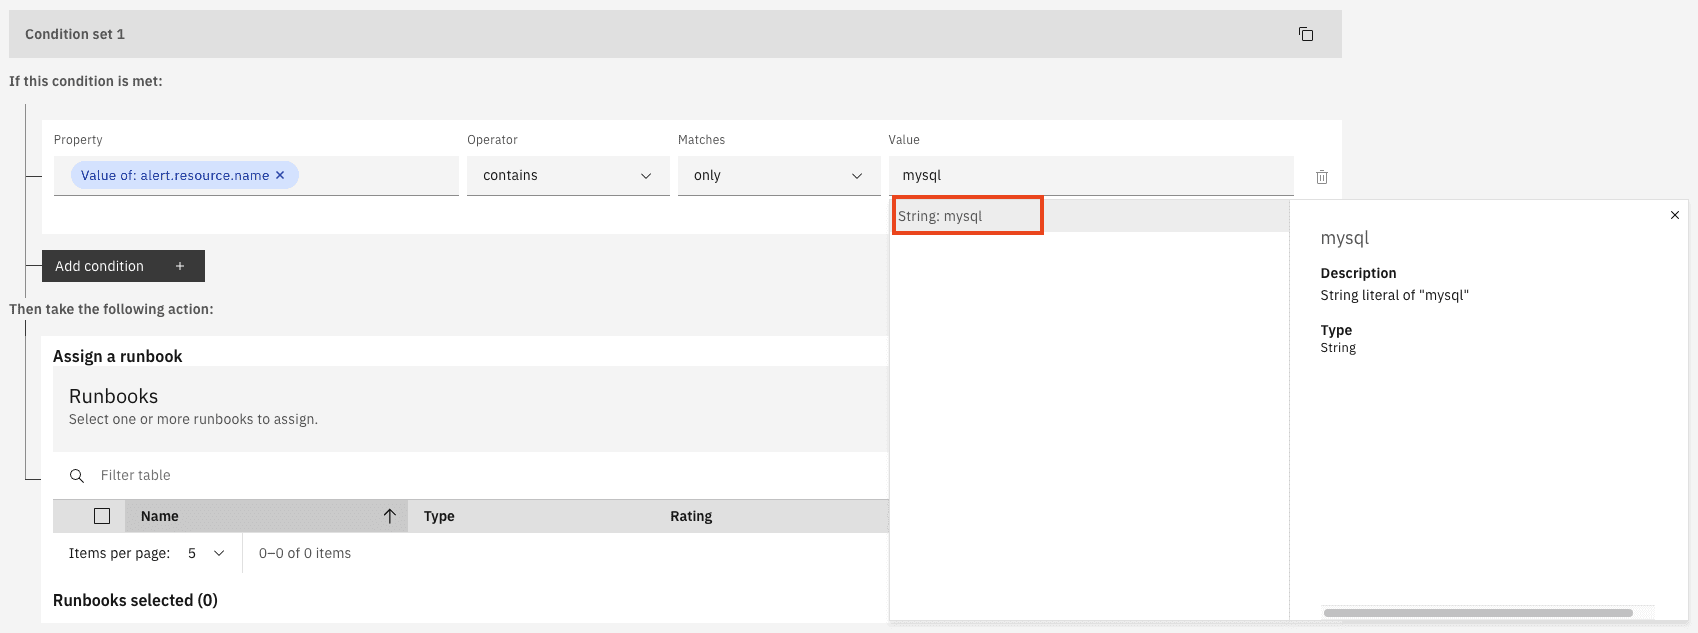 Condition set 1
If this condition is met:
Property Operator Matches Value
Value of: alert.resource.name contains only mysql
String: mysql
mysql
Description
String literal of "mysql"
Type
String
Add condition
Then take the following action:
Assign a runbook
Runbooks
Select one or more runbooks to assign.
Filter table
Name Type Rating
Items per page: 5 0–0 of 0 items
Runbooks selected (0)